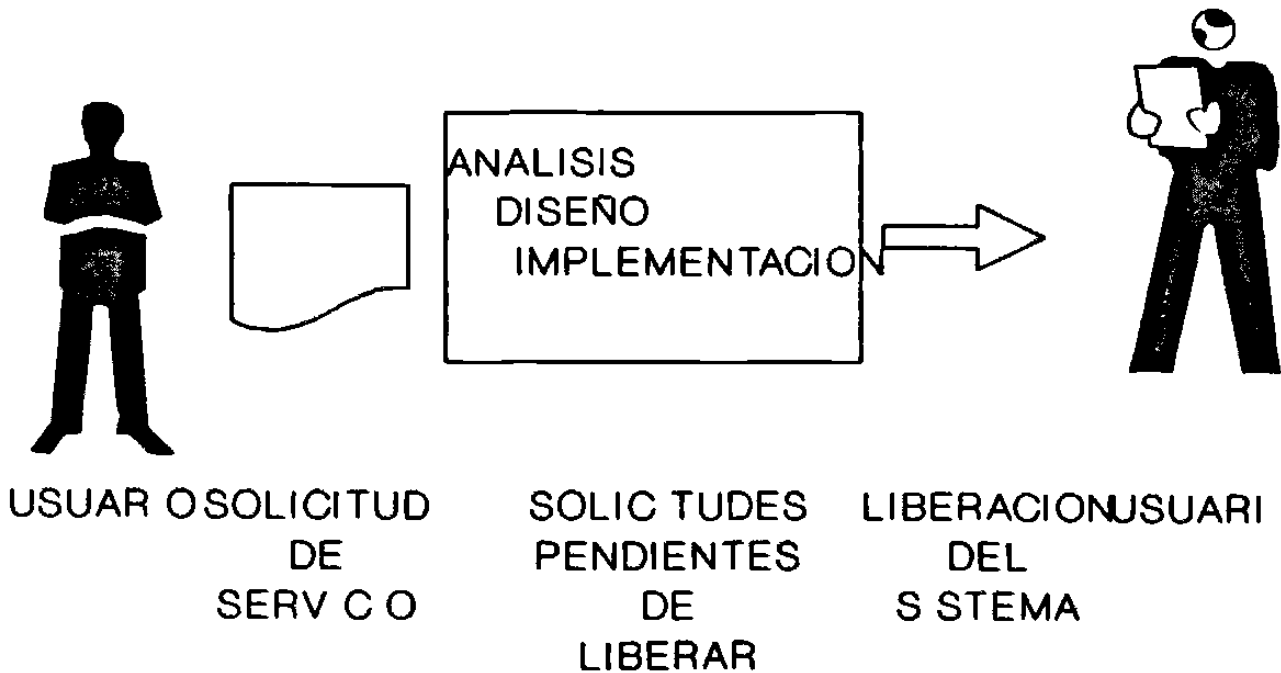 ANALISIS
DISEÑO
IMPLEMENTACION
USUAR O SOLICITUD SOLIC TUDES LIBERACION USUARI
DE PENDIENTES DEL
SERV C O DE S STEMA
LIBERAR